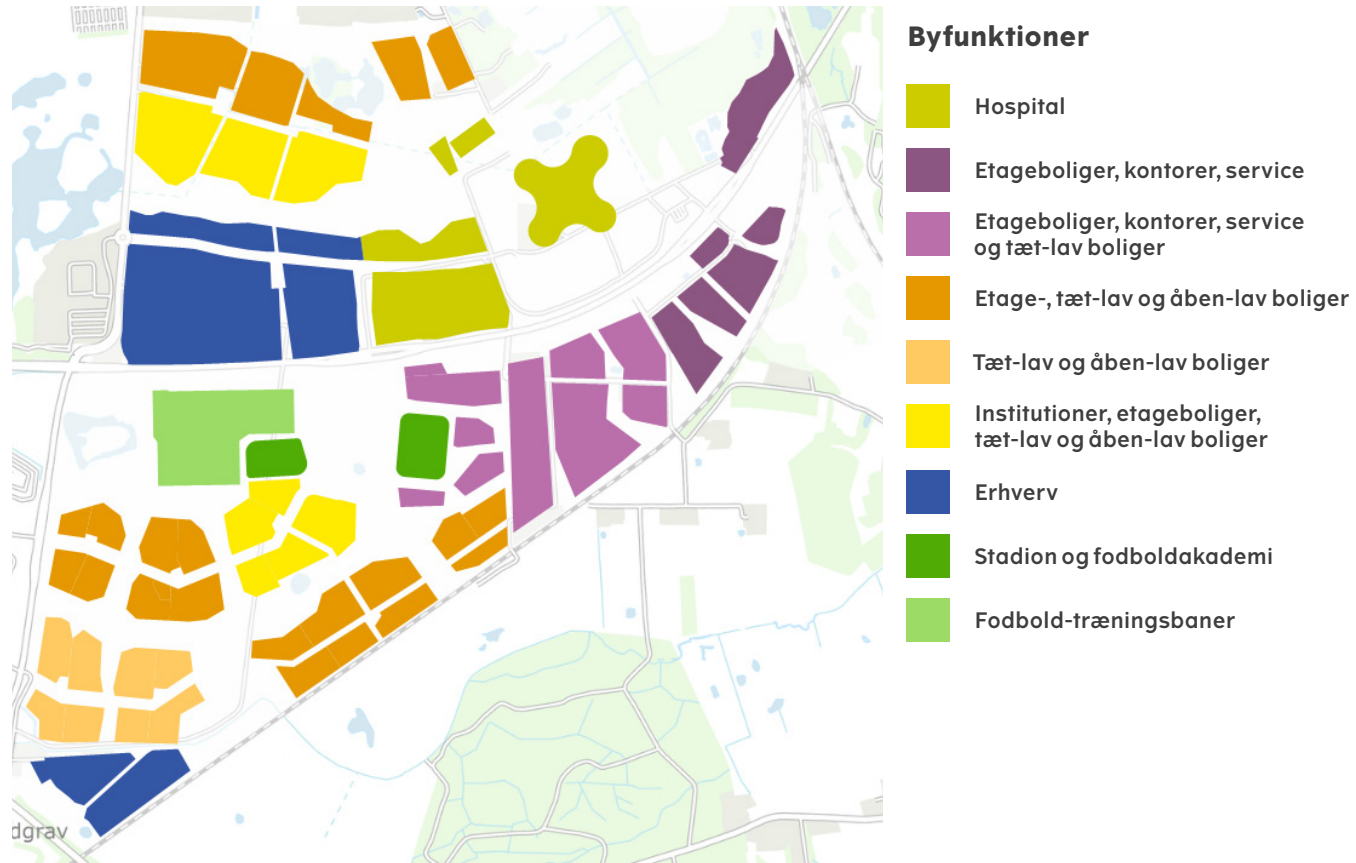 Byfunktioner
Hospital
Etageboliger, kontorer, service
Etageboliger, kontorer, service
og tæt-lav boliger
Etage-, tæt-lav og åben-lav boliger
Tæt-lav og åben-lav boliger
Institutioner, etageboliger,
tæt-lav og åben-lav boliger
Erhverv
Stadion og fodboldakademi
Fodbold-træningsbaner
dgrav